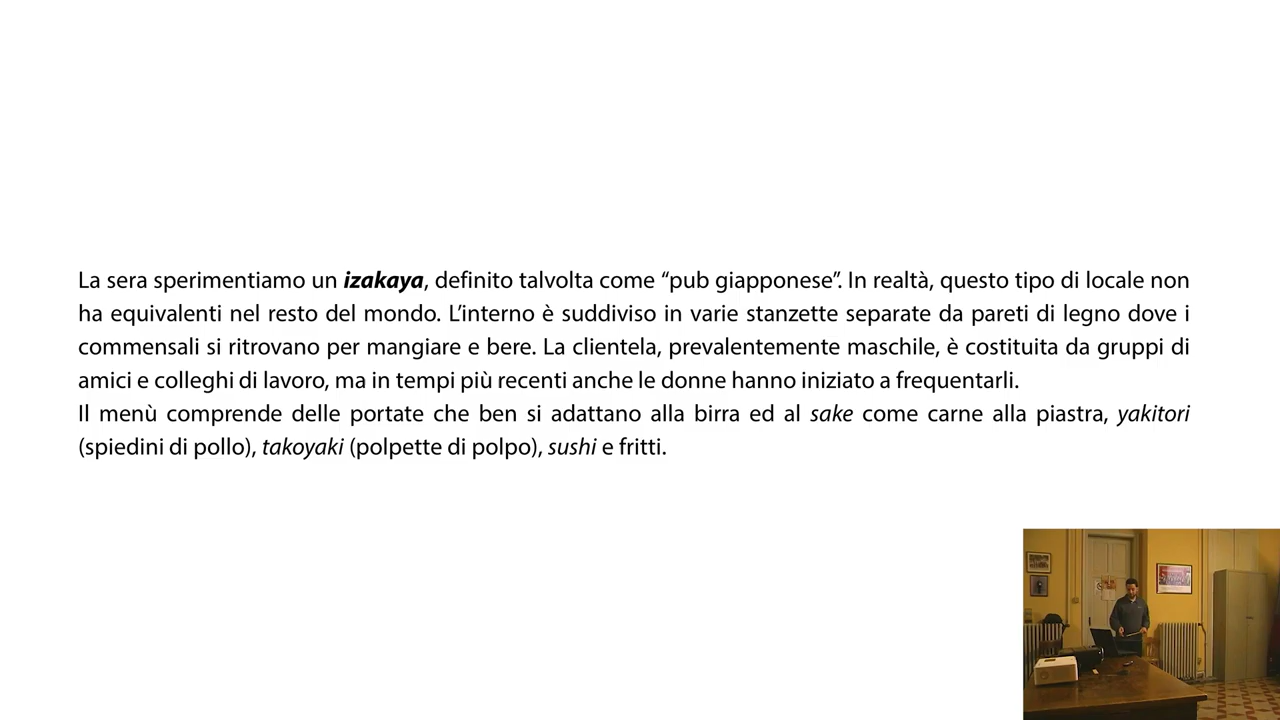 La sera sperimentiamo un izakaya, definito talvolta come “pub giapponese”. In realtà, questo tipo di locale non
ha equivalenti nel resto del mondo. L’interno è suddiviso in varie stanzette separate da pareti di legno dove i
commensali si ritrovano per mangiare e bere. La clientela, prevalentemente maschile, è costituita da gruppi di
amici e colleghi di lavoro, ma in tempi più recenti anche le donne hanno iniziato a frequentarli.
Il menù comprende delle portate che ben si adattano alla birra ed al sake come carne alla piastra, yakitori
(spiedini di pollo), takoyaki (polpette di polpo), sushi e fritti.